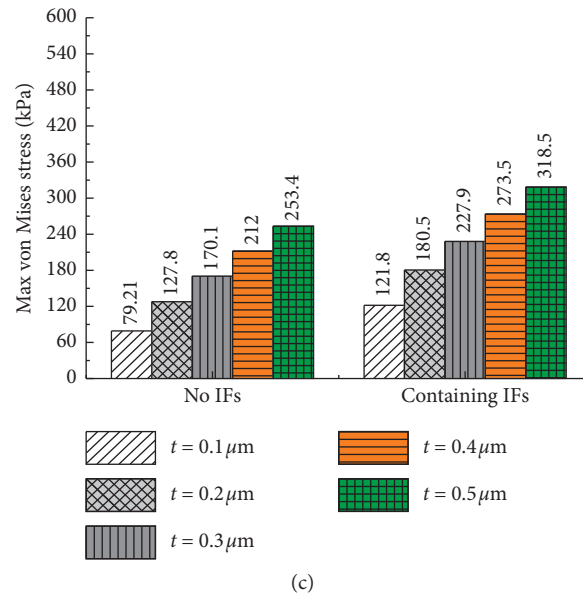 600
540
480
420
360
300
240
180
120
60
0
Max von Mises stress (kPa)
79.21
127.8
170.1
212
253.4
121.8
180.5
227.9
273.5
318.5
No IFs
Containing IFs
t = 0.1 μm
t = 0.4 μm
t = 0.2 μm
t = 0.5 μm
t = 0.3 μm
(c)